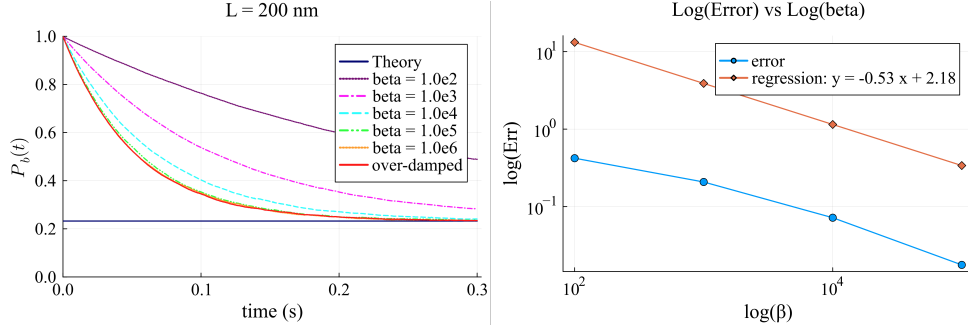 L = 200 nm
P_b(t)
1.0
0.8
0.6
0.4
0.2
0.0
0.0
0.1
0.2
0.3
time (s)
Theory
beta = 1.0e2
beta = 1.0e3
beta = 1.0e4
beta = 1.0e5
beta = 1.0e6
over-damped
Log(Error) vs Log(beta)
log(Err)
10^1
10^0
10^-1
10^2
10^4
log(β)
error
regression: y = -0.53 x + 2.18